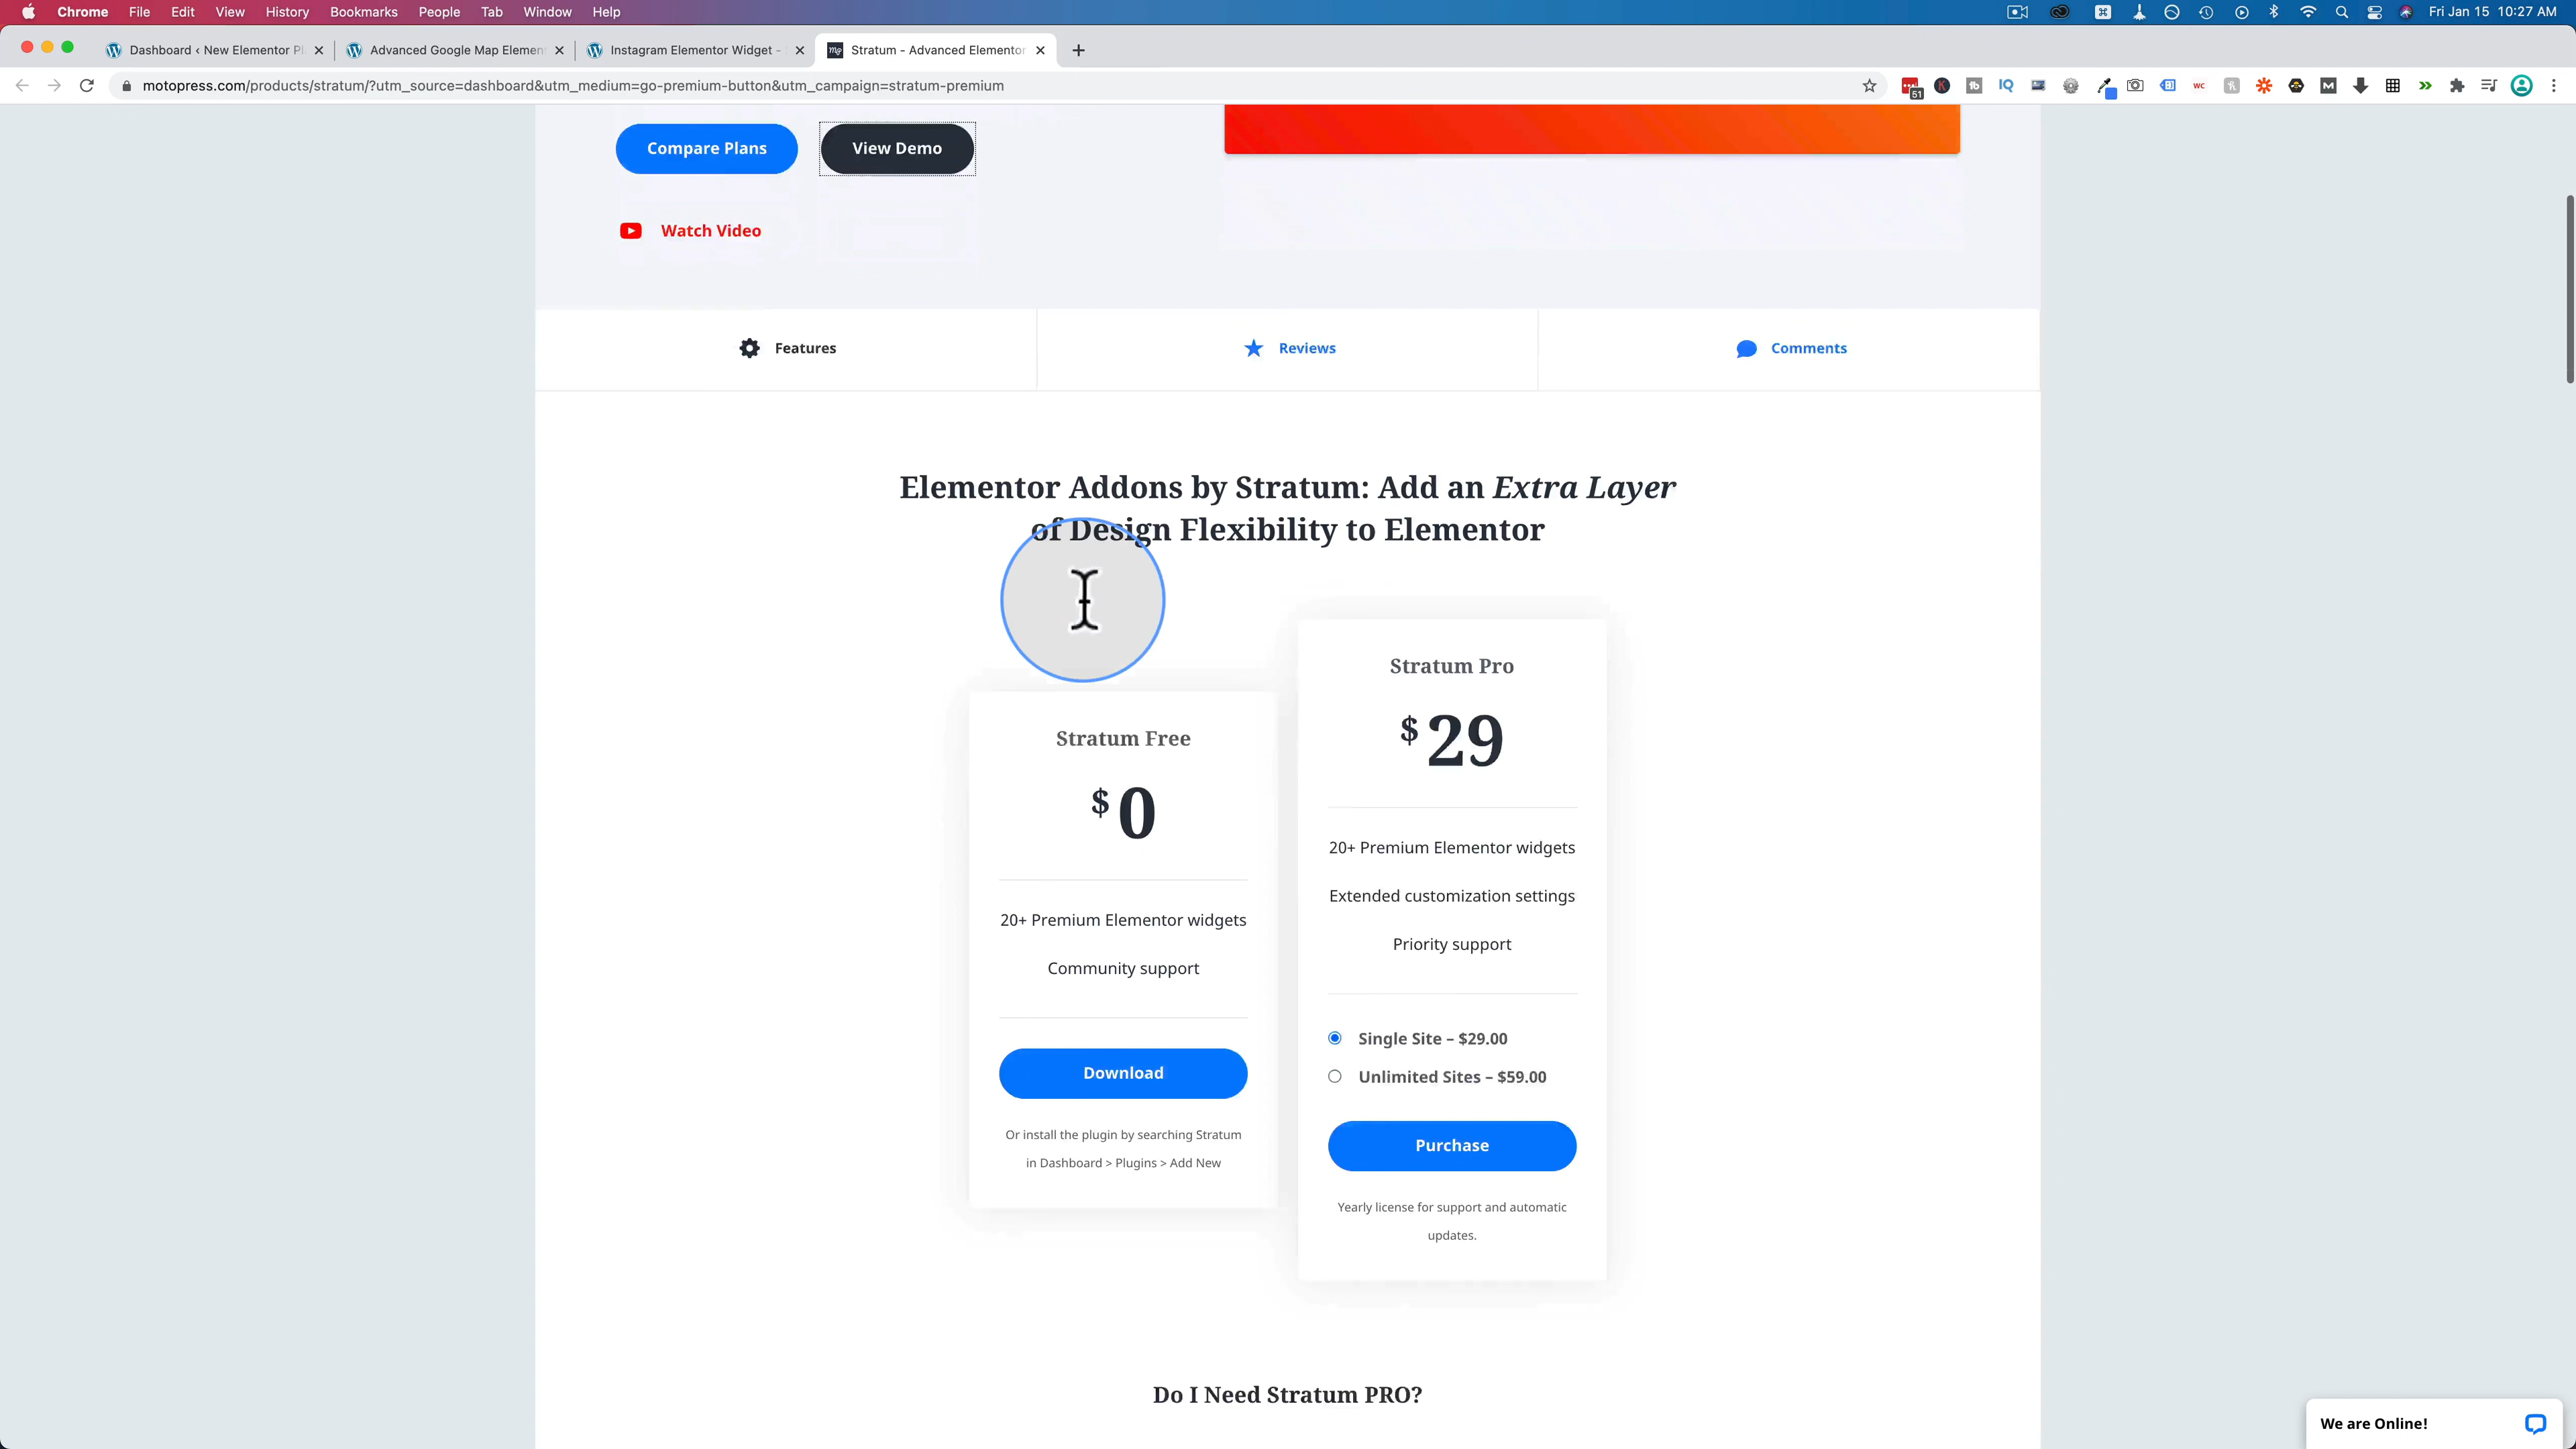 Chrome File Edit View History Bookmarks People Tab Window Help Fri Jan 15 10:27 AM
Dashboard ‹ New Elementor Pl Advanced Google Map Elemen Instagram Elementor Widget - Stratum - Advanced Elementor
motopress.com/products/stratum/?utm_source=dashboard&utm_medium=go-premium-button&utm_campaign=stratum-premium
51 IQ WC
Compare Plans View Demo
Watch Video
Features Reviews Comments
Elementor Addons by Stratum: Add an Extra Layer
of Design Flexibility to Elementor
Stratum Free
$0
20+ Premium Elementor widgets
Community support
Download
Or install the plugin by searching Stratum
in Dashboard > Plugins > Add New
Stratum Pro
$29
20+ Premium Elementor widgets
Extended customization settings
Priority support
Single Site – $29.00
Unlimited Sites – $59.00
Purchase
Yearly license for support and automatic
updates.
Do I Need Stratum PRO?
We are Online!